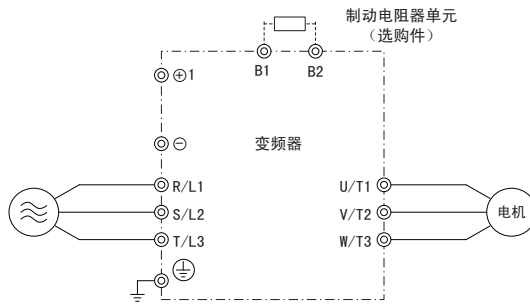 制动电阻器单元
（选购件）
B1
B2
⊕1
⊖
变频器
R/L1
U/T1
S/L2
V/T2
电机
T/L3
W/T3